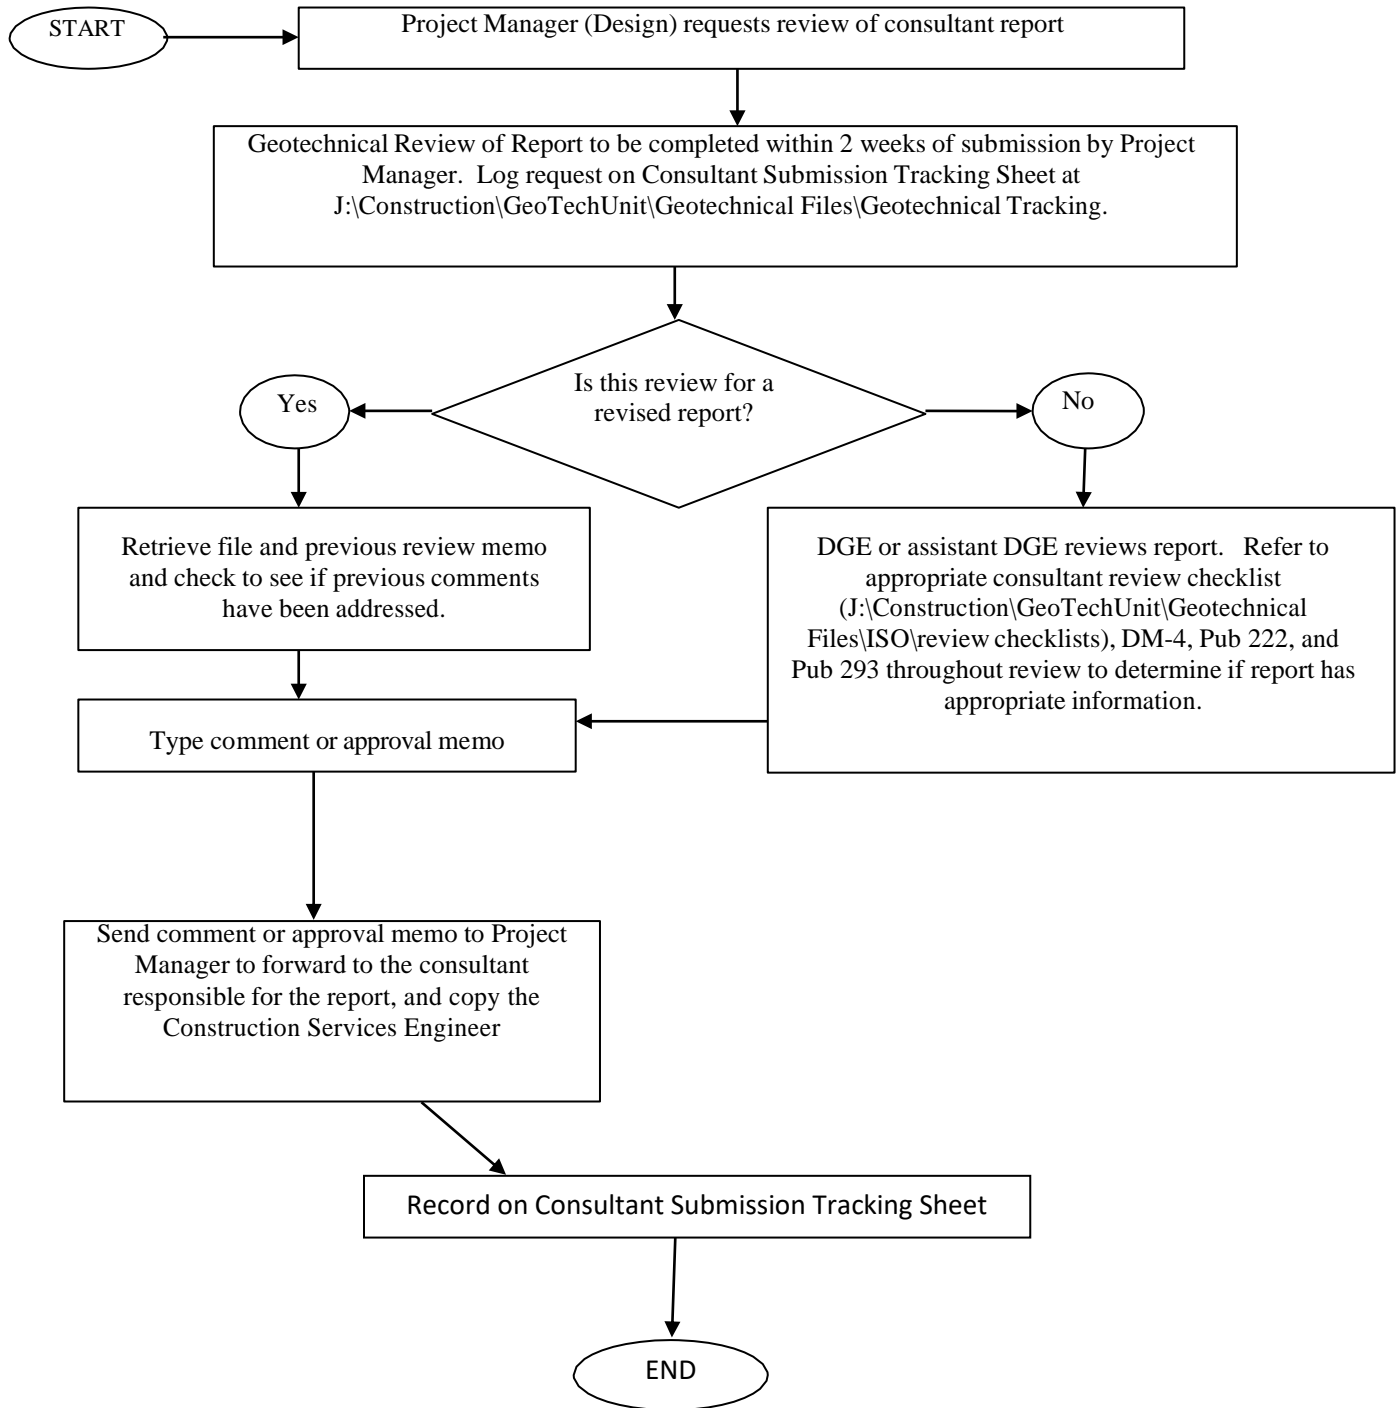 START
Project Manager (Design) requests review of consultant report
Geotechnical Review of Report to be completed within 2 weeks of submission by Project
Manager. Log request on Consultant Submission Tracking Sheet at
J:\Construction\GeoTechUnit\Geotechnical Files\Geotechnical Tracking.
Is this review for a
revised report?
Yes
No
Retrieve file and previous review memo
and check to see if previous comments
have been addressed.
DGE or assistant DGE reviews report. Refer to
appropriate consultant review checklist
(J:\Construction\GeoTechUnit\Geotechnical
Files\ISO\review checklists), DM-4, Pub 222, and
Pub 293 throughout review to determine if report has
appropriate information.
Type comment or approval memo
Send comment or approval memo to Project
Manager to forward to the consultant
responsible for the report, and copy the
Construction Services Engineer
Record on Consultant Submission Tracking Sheet
END